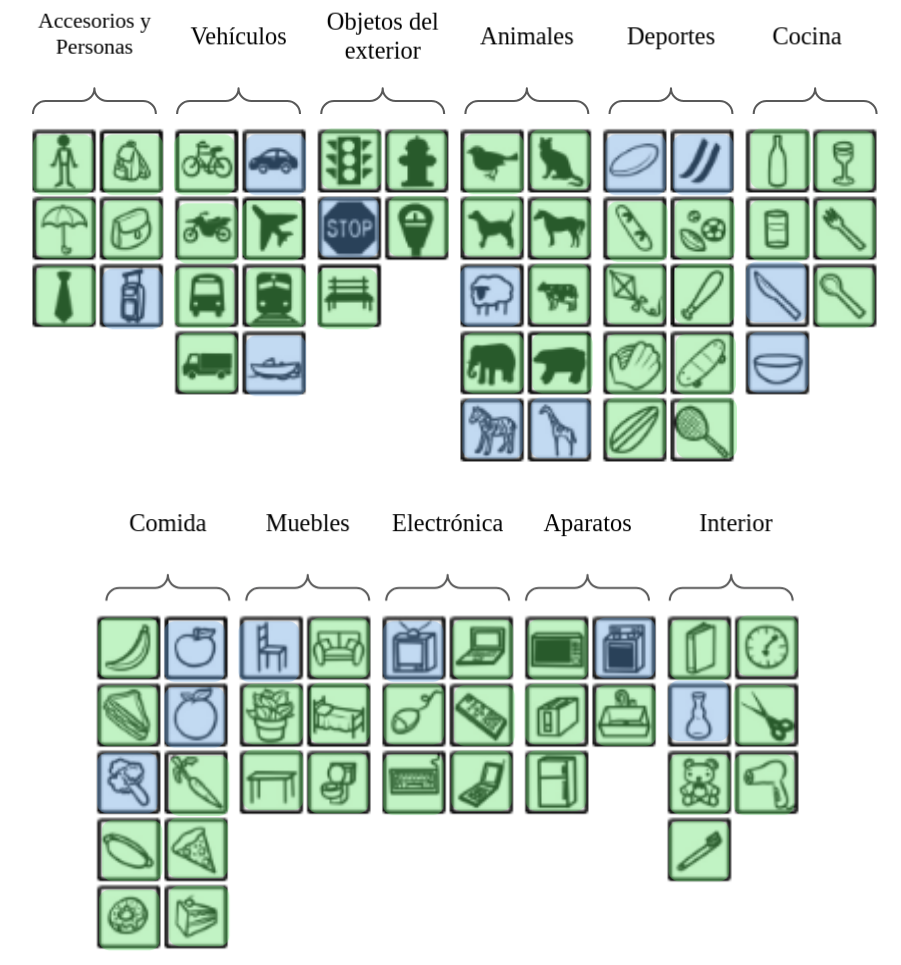 Accesorios y
Personas
Vehículos
Objetos del
exterior
Animales
Deportes
Cocina
STOP
Comida
Muebles
Electrónica
Aparatos
Interior